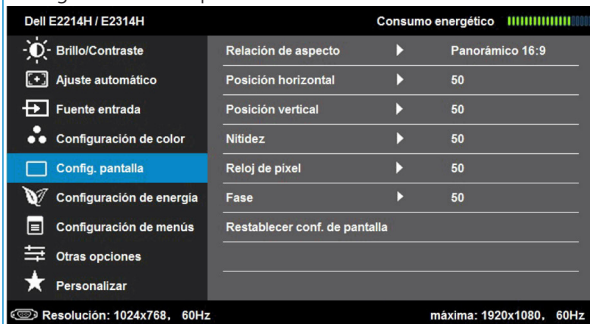 Dell E2214H / E2314H Consumo energético
Brillo/Contraste Relación de aspecto Panorámico 16:9
Ajuste automático Posición horizontal 50
Fuente entrada Posición vertical 50
Configuración de color Nitidez 50
Config. pantalla Reloj de pixel 50
Configuración de energía Fase 50
Configuración de menús Restablecer conf. de pantalla
Otras opciones
Personalizar
Resolución: 1024x768, 60Hz máxima: 1920x1080, 60Hz